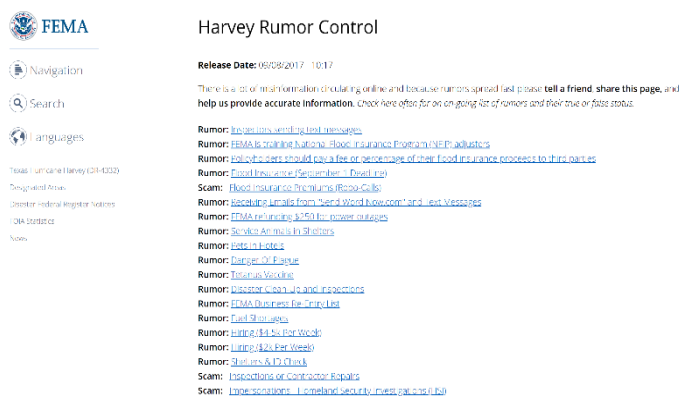 FEMA
Navigation
Search
Languages
Texas Hurricane Harvey (DR-4332)
Designated Areas
Disaster Federal Register Notices
FOIA Statistics
News
Harvey Rumor Control
Release Date: 09/08/2017 - 10:17
There is a lot of misinformation circulating online and because rumors spread fast please tell a friend, share this page, and
help us provide accurate information. Check here often for on-going list of rumors and their true or false status.
Rumor: Inspectors sending text messages
Rumor: FEMA is training National Flood Insurance Program (NFIP) adjusters
Rumor: Policyholders should pay a fee or percentage of their flood insurance proceeds to third parties
Rumor: Flood Insurance (September 1 Deadline)
Scam: Flood Insurance Premiums (Robo-Calls)
Rumor: Receiving Emails from "Send Word Now.com" and Text Messages
Rumor: FEMA refunding $250 for power outages
Rumor: Service Animals in Shelters
Rumor: Pets in Hotels
Rumor: Danger Of Plague
Rumor: Tetanus Vaccine
Rumor: Disaster Clean-Up and Inspections
Rumor: FEMA Business Re-Entry List
Rumor: Fuel Shortages
Rumor: Hiring ($4-5k Per Week)
Rumor: Hiring ($2k Per Week)
Rumor: Shelters & ID Check
Scam: Inspections or Contractor Repairs
Scam: Impersonations - Homeland Security Investigations (HSI)